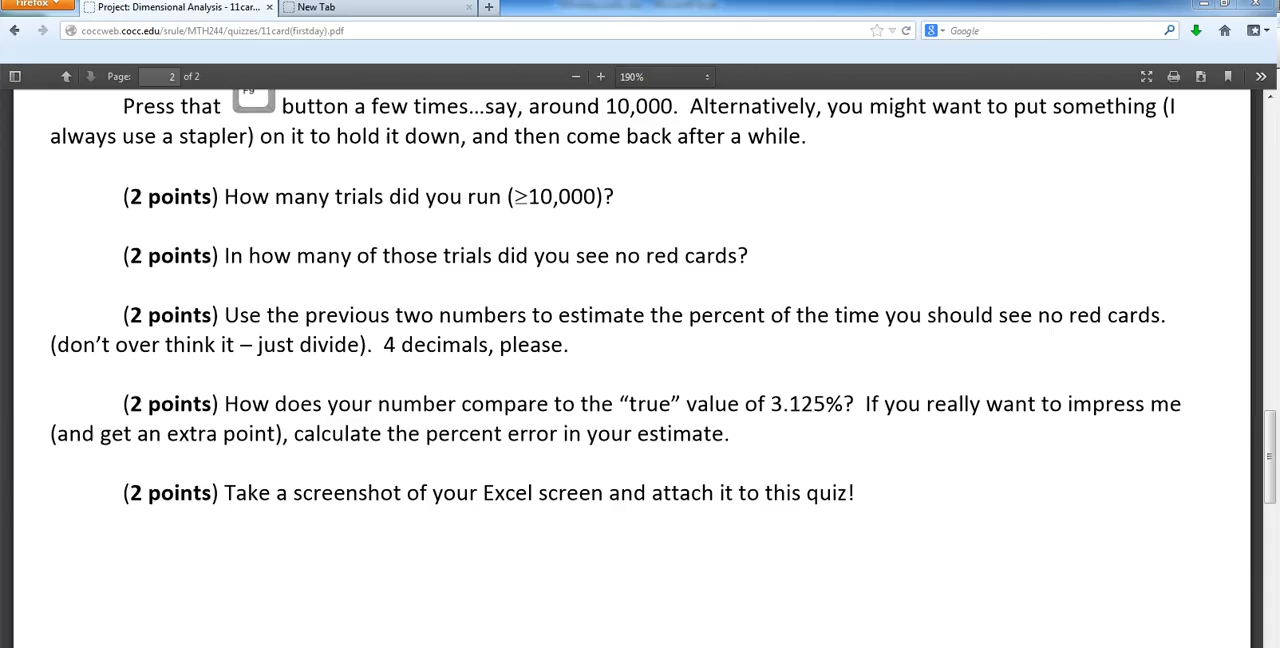 Firefox
Project: Dimensional Analysis - 11car... ×
New Tab ×
coccweb.cocc.edu/srule/MTH244/quizzes/11card(firstday).pdf
Google
Page: 2 of 2
190%
Press that F9 button a few times...say, around 10,000. Alternatively, you might want to put something (I
always use a stapler) on it to hold it down, and then come back after a while.
(2 points) How many trials did you run (≥10,000)?
(2 points) In how many of those trials did you see no red cards?
(2 points) Use the previous two numbers to estimate the percent of the time you should see no red cards.
(don’t over think it – just divide). 4 decimals, please.
(2 points) How does your number compare to the “true” value of 3.125%? If you really want to impress me
(and get an extra point), calculate the percent error in your estimate.
(2 points) Take a screenshot of your Excel screen and attach it to this quiz!